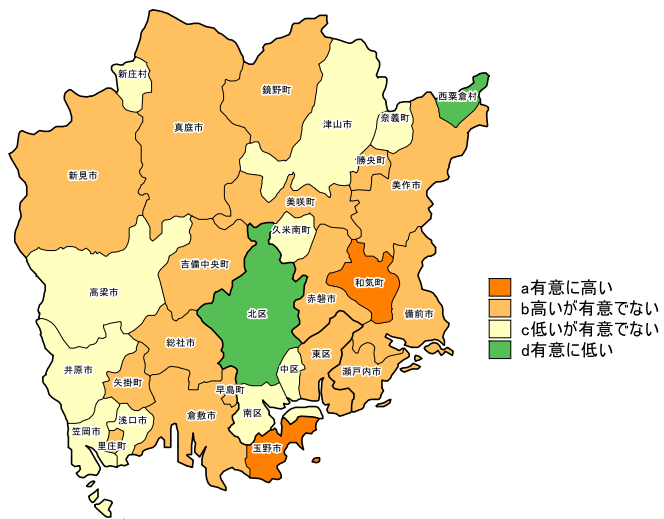 新庄村
鏡野町
西粟倉村
真庭市
津山市
奈義町
勝央町
新見市
美作市
美咲町
久米南町
吉備中央町
高梁市
和気町
赤磐市
北区
備前市
総社市
東区
井原市
中区
瀬戸内市
矢掛町
早島町
倉敷市
南区
浅口市
笠岡市
里庄町
玉野市
a有意に高い
b高いが有意でない
c低いが有意でない
d有意に低い